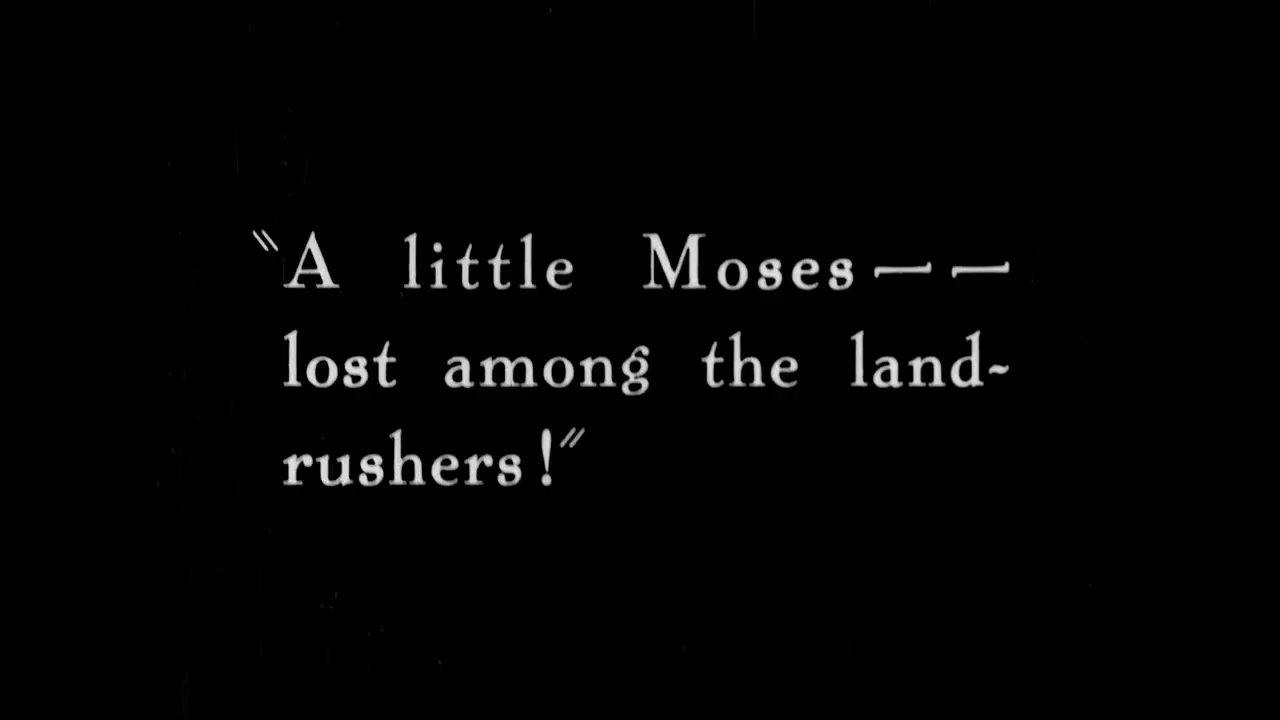 "A little Moses——
lost among the land-
rushers!"